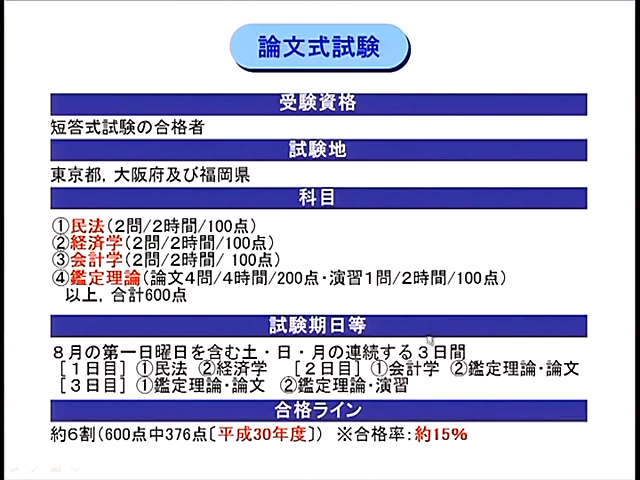 論文式試験
受験資格
短答式試験の合格者
試験地
東京都，大阪府及び福岡県
科目
①民法(２問/２時間/100点)
②経済学(２問/２時間/100点)
③会計学(２問/２時間/ 100点)
④鑑定理論(論文４問/４時間/200点・演習１問/２時間/100点)
以上，合計600点
試験期日等
８月の第一日曜日を含む土・日・月の連続する３日間
［１日目］①民法 ②経済学 ［２日目］①会計学 ②鑑定理論・論文
［３日目］①鑑定理論・論文 ②鑑定理論・演習
合格ライン
約６割(600点中376点〔平成30年度〕) ※合格率：約15％